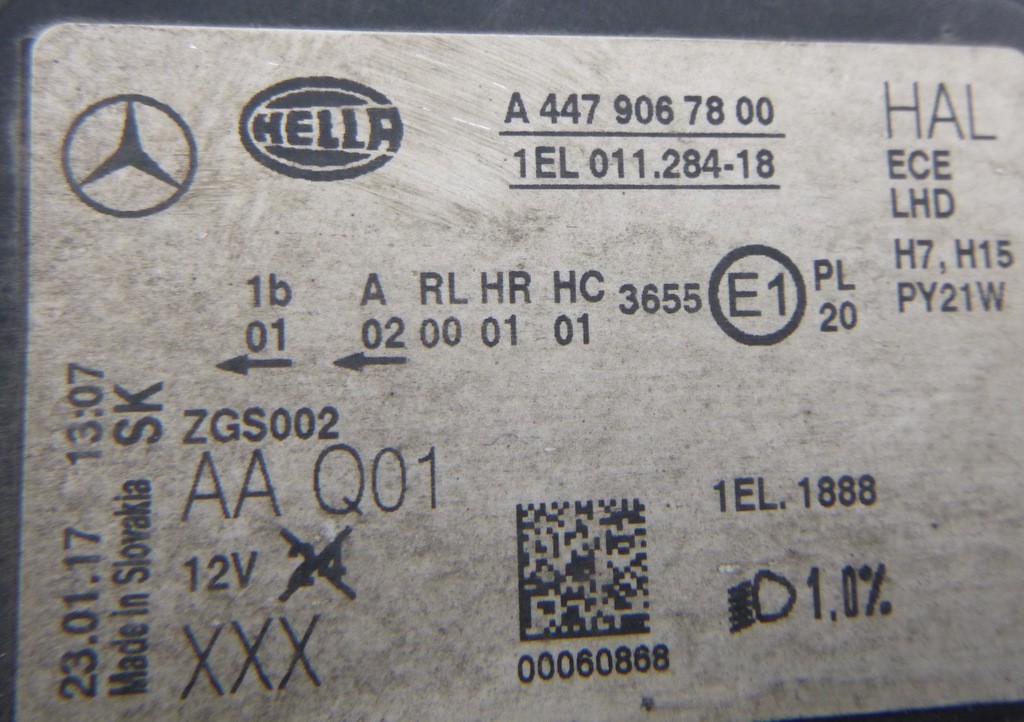 HELLA
A 447 906 78 00
1EL 011.284-18
HAL
ECE
LHD
H7, H15
PY21W
1b A RL HR HC 3655 E1 PL
01 02 00 01 01 20
ZGS002
AA Q01
12V
XXX
23.01.17 13:07
Made in Slovakia SK
00060868
1EL. 1888
1.0%